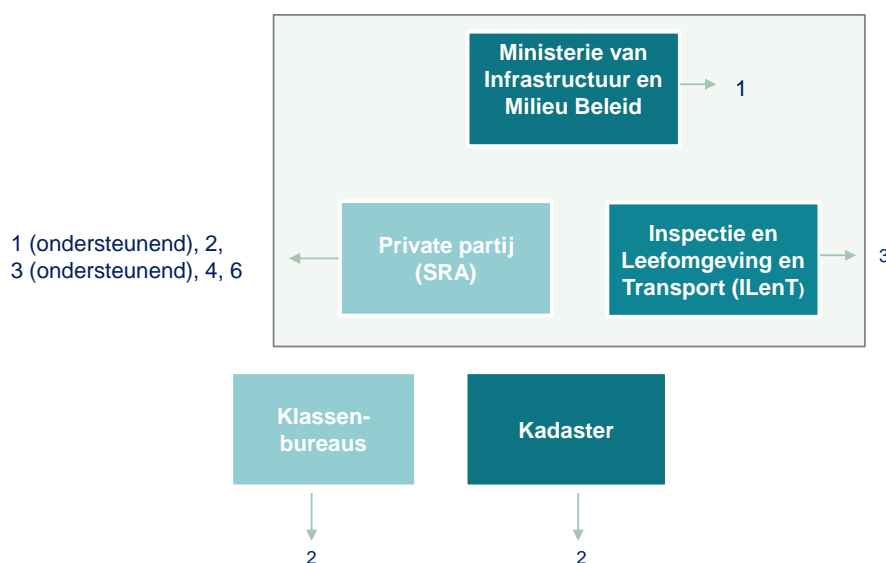 Ministerie van
Infrastructuur en
Milieu Beleid
1
1 (ondersteunend), 2,
3 (ondersteunend), 4, 6
Private partij
(SRA)
Inspectie en
Leefomgeving en
Transport (ILenT)
3
Klassen-
bureaus
Kadaster
2
2